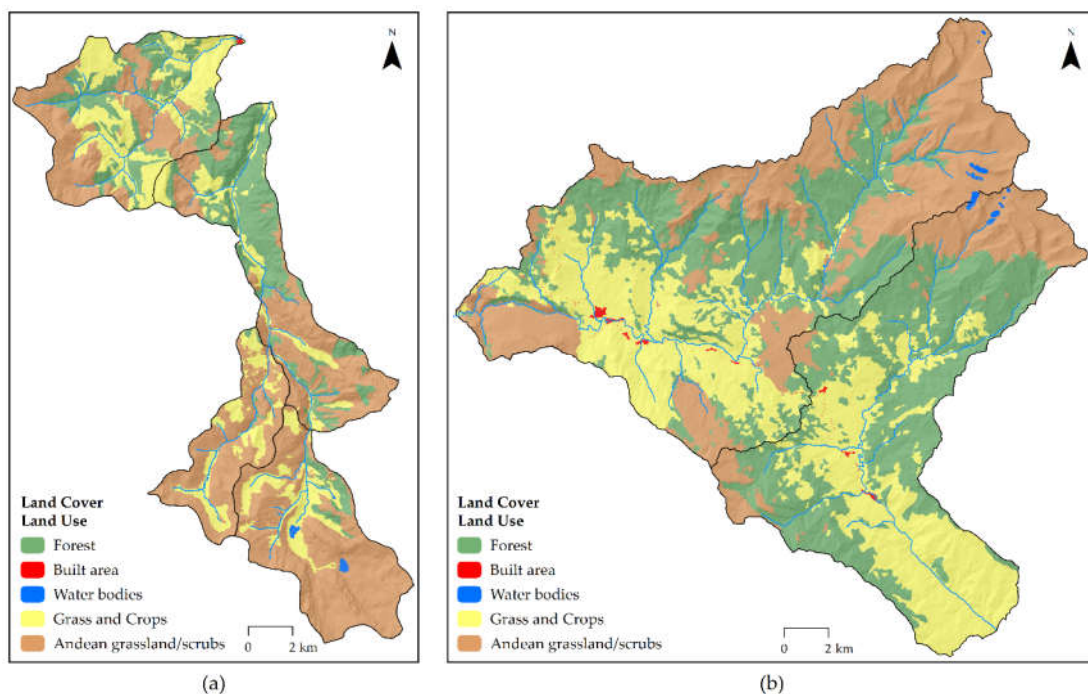 N
Land Cover
Land Use
Forest
Built area
Water bodies
Grass and Crops
Andean grassland/scrubs
0 2 km
(a)
N
Land Cover
Land Use
Forest
Built area
Water bodies
Grass and Crops
Andean grassland/scrubs
0 2 km
(b)